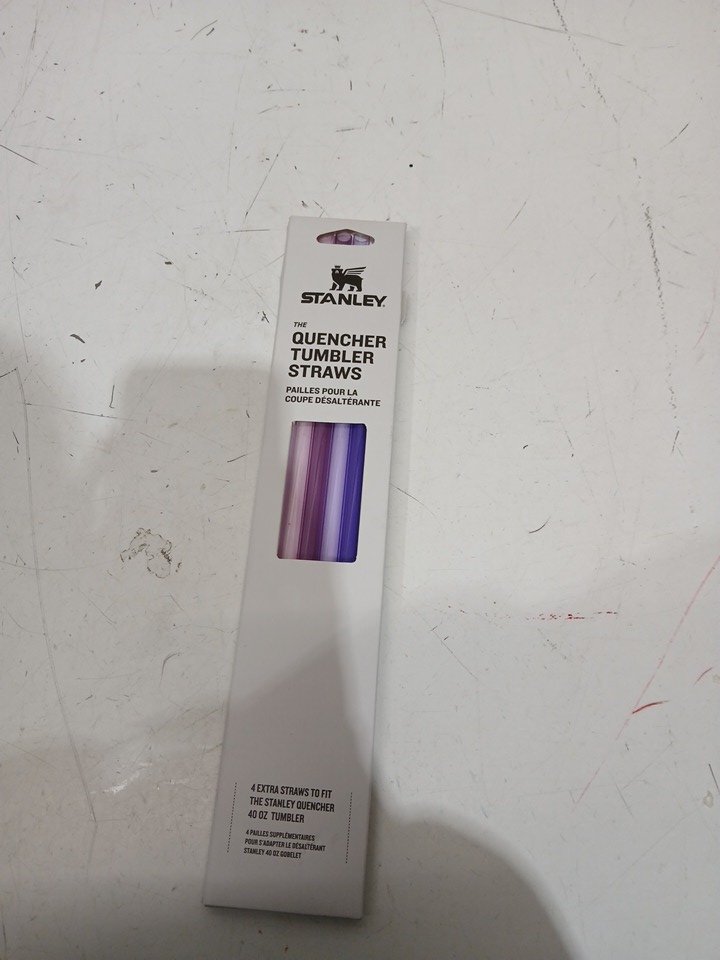 STANLEY
THE
QUENCHER
TUMBLER
STRAWS
PAILLES POUR LA
COUPE DÉSALTÉRANTE
4 EXTRA STRAWS TO FIT
THE STANLEY QUENCHER
40 OZ TUMBLER
4 PAILLES SUPPLÉMENTAIRES
POUR S'ADAPTER LE DÉSALTÉRANT
STANLEY 40 OZ GOBELET